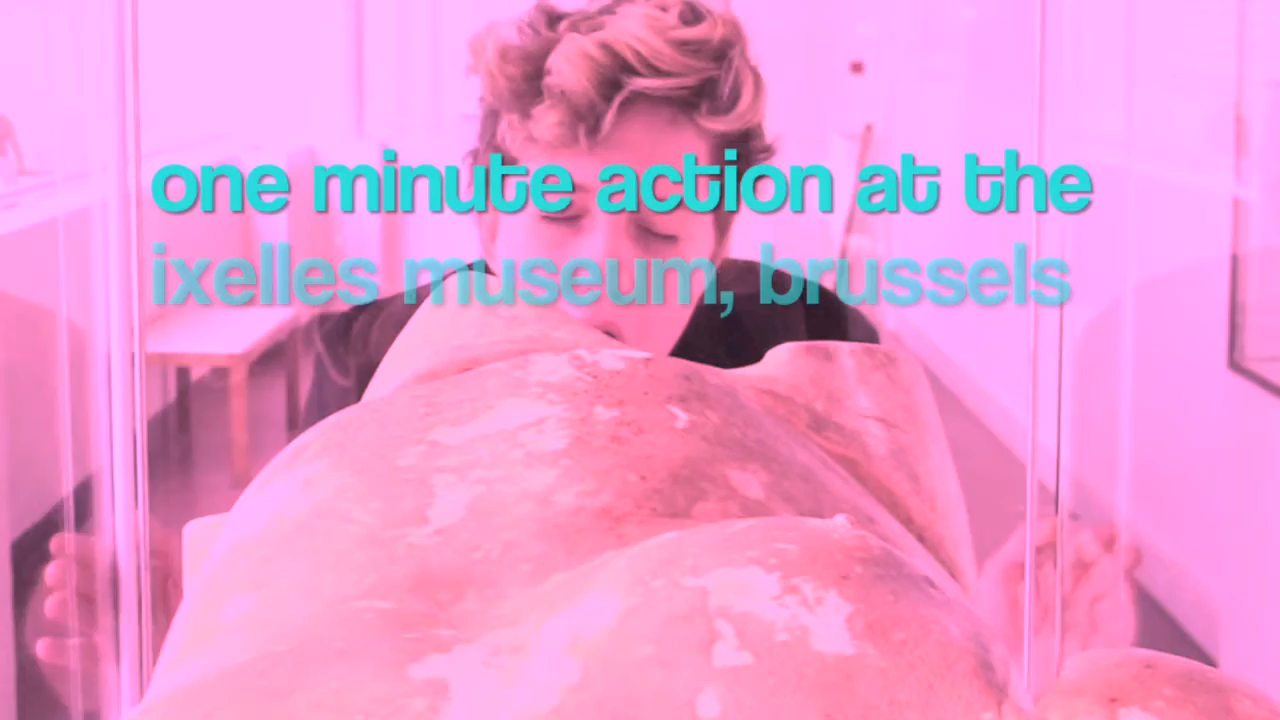 one minute action at the
ixelles museum, brussels